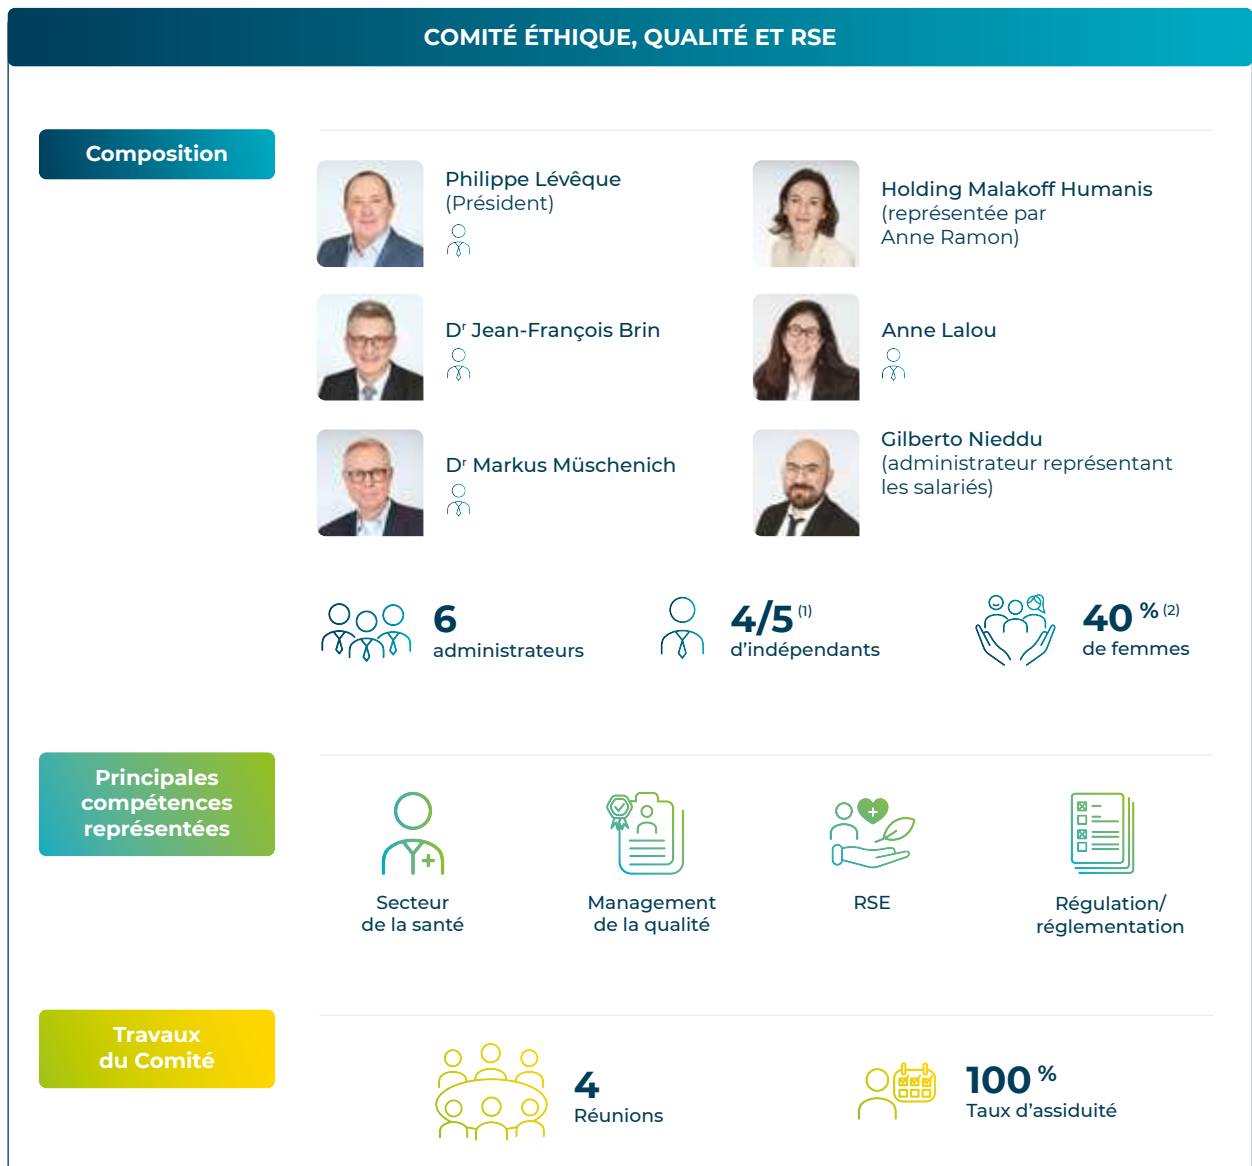 COMITÉ ÉTHIQUE, QUALITÉ ET RSE
Composition
Philippe Lévêque
(Président)
Holding Malakoff Humanis
(représentée par
Anne Ramon)
Dr Jean-François Brin
Anne Lalou
Dr Markus Müschenich
Gilberto Nieddu
(administrateur représentant
les salariés)
6
administrateurs
4/5 (1)
d’indépendants
40 % (2)
de femmes
Principales
compétences
représentées
Secteur
de la santé
Management
de la qualité
RSE
Régulation/
réglementation
Travaux
du Comité
4
Réunions
100 %
Taux d’assiduité